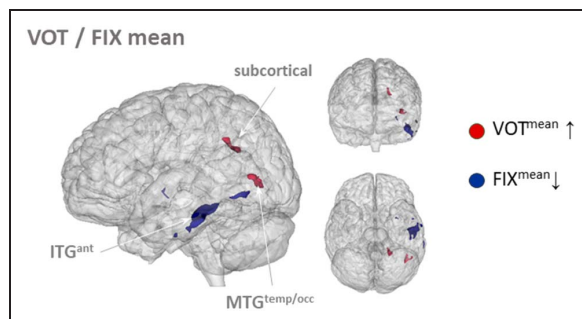 VOT / FIX mean
subcortical
VOTmean ↑
FIXmean ↓
ITGant
MTGtemp/occ